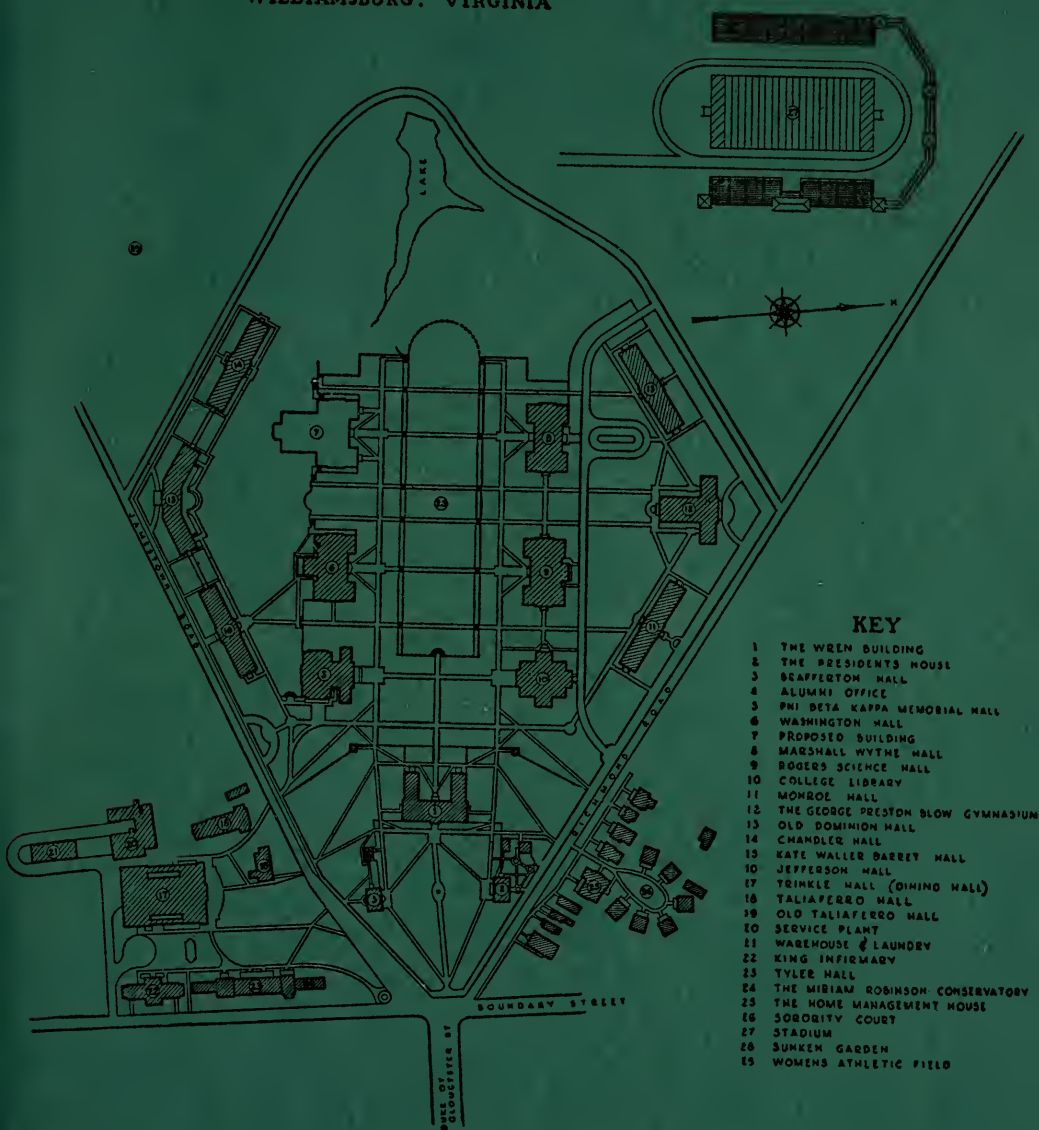 WILLIAMSBURG, VIRGINIA
LAKE
N
JAMESTOWN ROAD
RICHMOND ROAD
BOUNDARY STREET
DUKE OF
GLOUCESTER ST
KEY
1 THE WREN BUILDING
2 THE PRESIDENTS HOUSE
3 BRAFFERTON HALL
4 ALUMNI OFFICE
5 PHI BETA KAPPA MEMORIAL HALL
6 WASHINGTON HALL
7 PROPOSED BUILDING
8 MARSHALL WYTHE HALL
9 ROGERS SCIENCE HALL
10 COLLEGE LIBRARY
11 MONROE HALL
12 THE GEORGE PRESTON BLOW GYMNASIUM
13 OLD DOMINION HALL
14 CHANDLER HALL
15 KATE WALLER BARRET HALL
16 JEFFERSON HALL
17 TRINKLE HALL (DINING HALL)
18 TALIAFERRO HALL
19 OLD TALIAFERRO HALL
20 SERVICE PLANT
21 WAREHOUSE & LAUNDRY
22 KING INFIRMARY
23 TYLER HALL
24 THE MIRIAM ROBINSON CONSERVATORY
25 THE HOME MANAGEMENT HOUSE
26 SORORITY COURT
27 STADIUM
28 SUNKEN GARDEN
29 WOMENS ATHLETIC FIELD